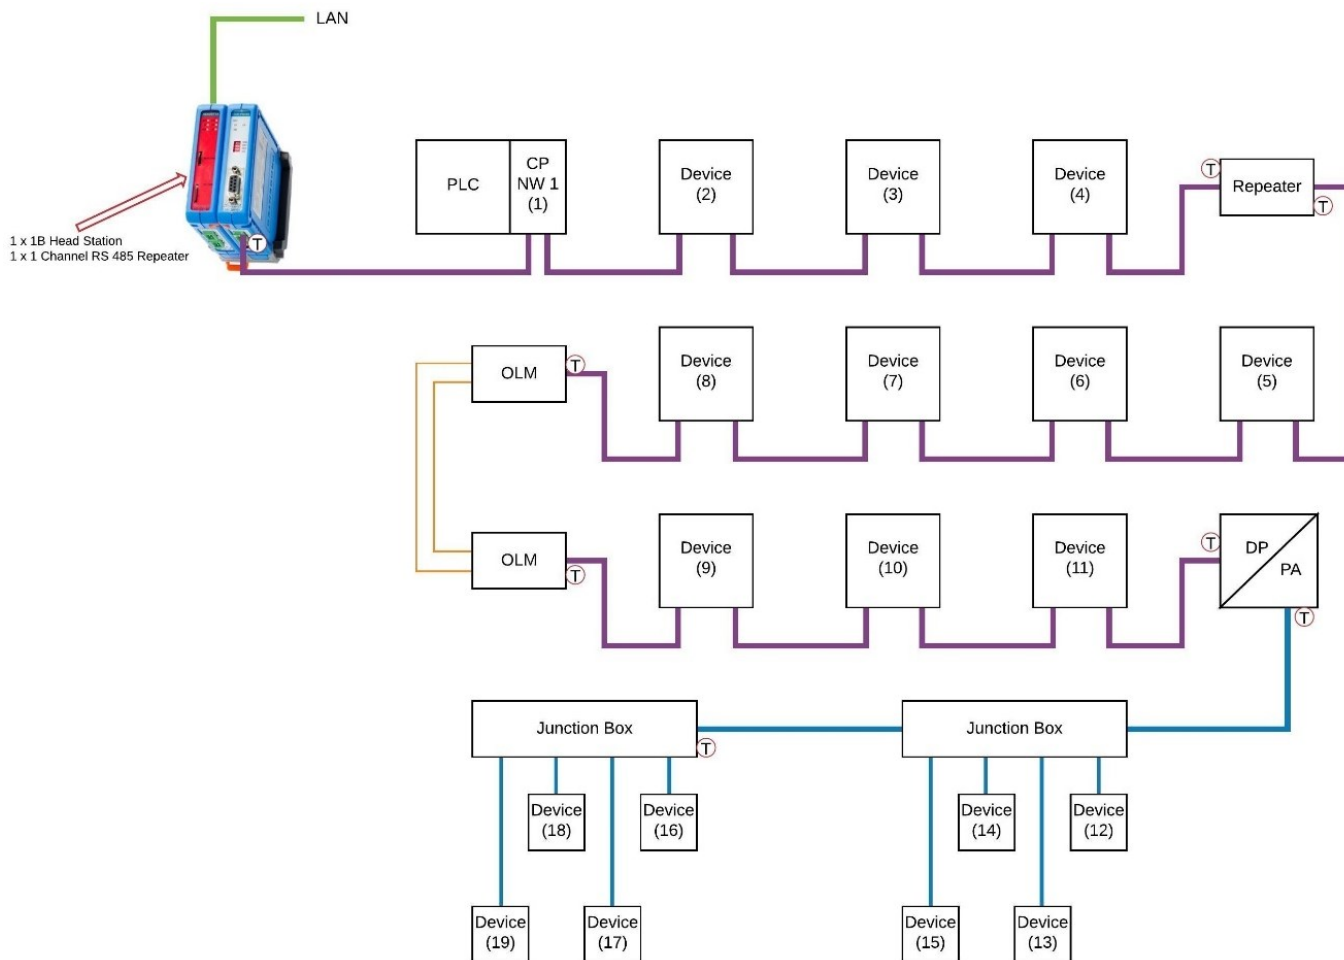 LAN
1 x 1B Head Station
1 x 1 Channel RS 485 Repeater
T
PLC
CP
NW 1
(1)
Device
(2)
Device
(3)
Device
(4)
T
Repeater
T
OLM
T
Device
(8)
Device
(7)
Device
(6)
Device
(5)
OLM
T
Device
(9)
Device
(10)
Device
(11)
T
DP
PA
T
Junction Box
T
Junction Box
Device
(18)
Device
(16)
Device
(14)
Device
(12)
Device
(19)
Device
(17)
Device
(15)
Device
(13)